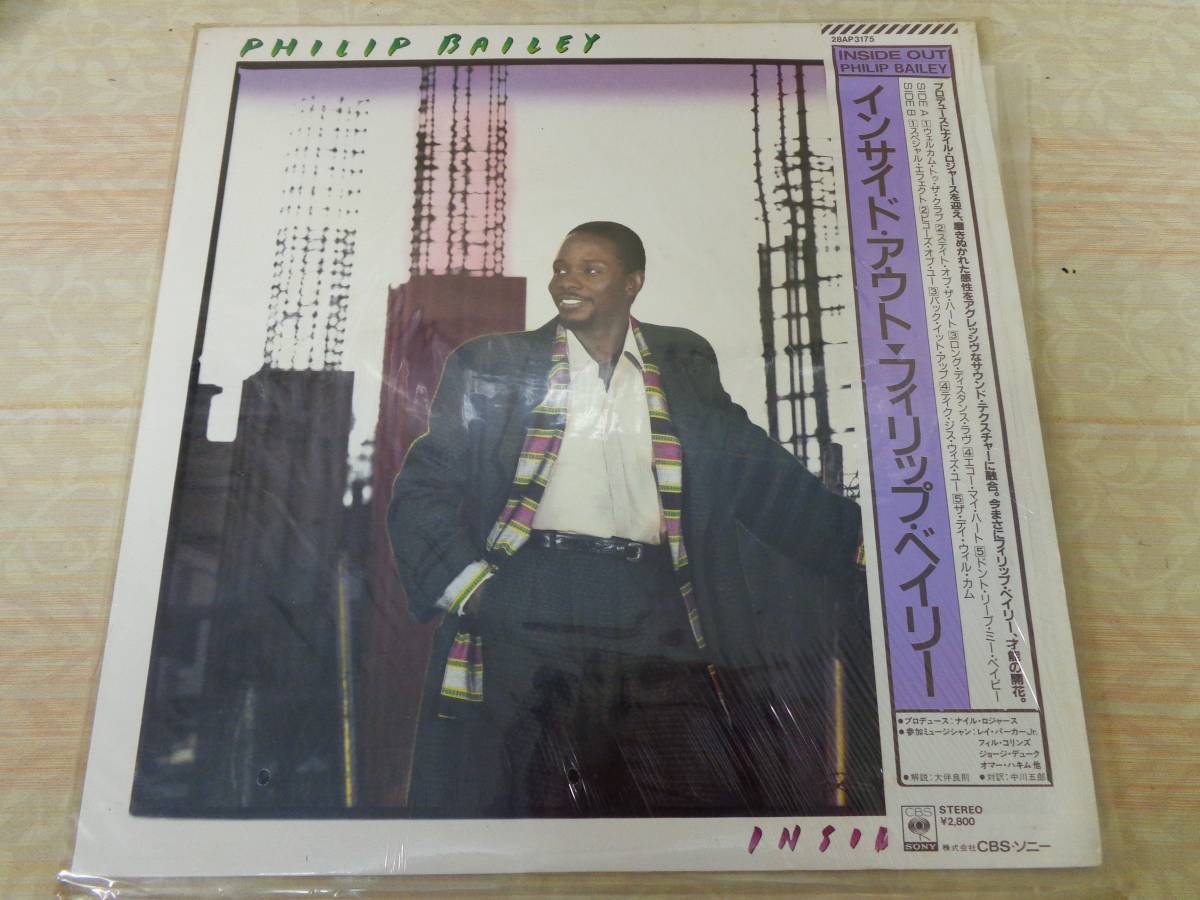 PHILIP BAILEY
28AP3175
INSIDE OUT
PHILIP BAILEY
インサイド・アウト▶フィリップ・ベイリー
プロデュースにナイル・ロジャースを迎え、磨きぬかれた感性をアグレッシヴなサウンド・テクスチャーに融合。今まさにフィリップ・ベイリー、才能の開花。
SIDE A ①ウェルカム・トゥ・ザ・クラブ ②ステイト・オブ・ザ・ハート ③ロング・ディスタンス・ラヴ ④エコー・マイ・ハート ⑤ドント・リーブ・ミー・ベイビー
SIDE B ①スペシャル・エフェクト ②ビコーズ・オブ・ユー ③バック・イット・アップ ④テイク・ジス・ウィズ・ユー ⑤ザ・デイ・ウィル・カム
●プロデュース：ナイル・ロジャース
●参加ミュージシャン：レイ・パーカーJr.
フィル・コリンズ
ジョージ・デューク
オマー・ハキム他
●解説：大伴良則 ●対訳：中川五郎
INSI
CBS
SONY
STEREO
¥2,800
株式会社CBS・ソニー